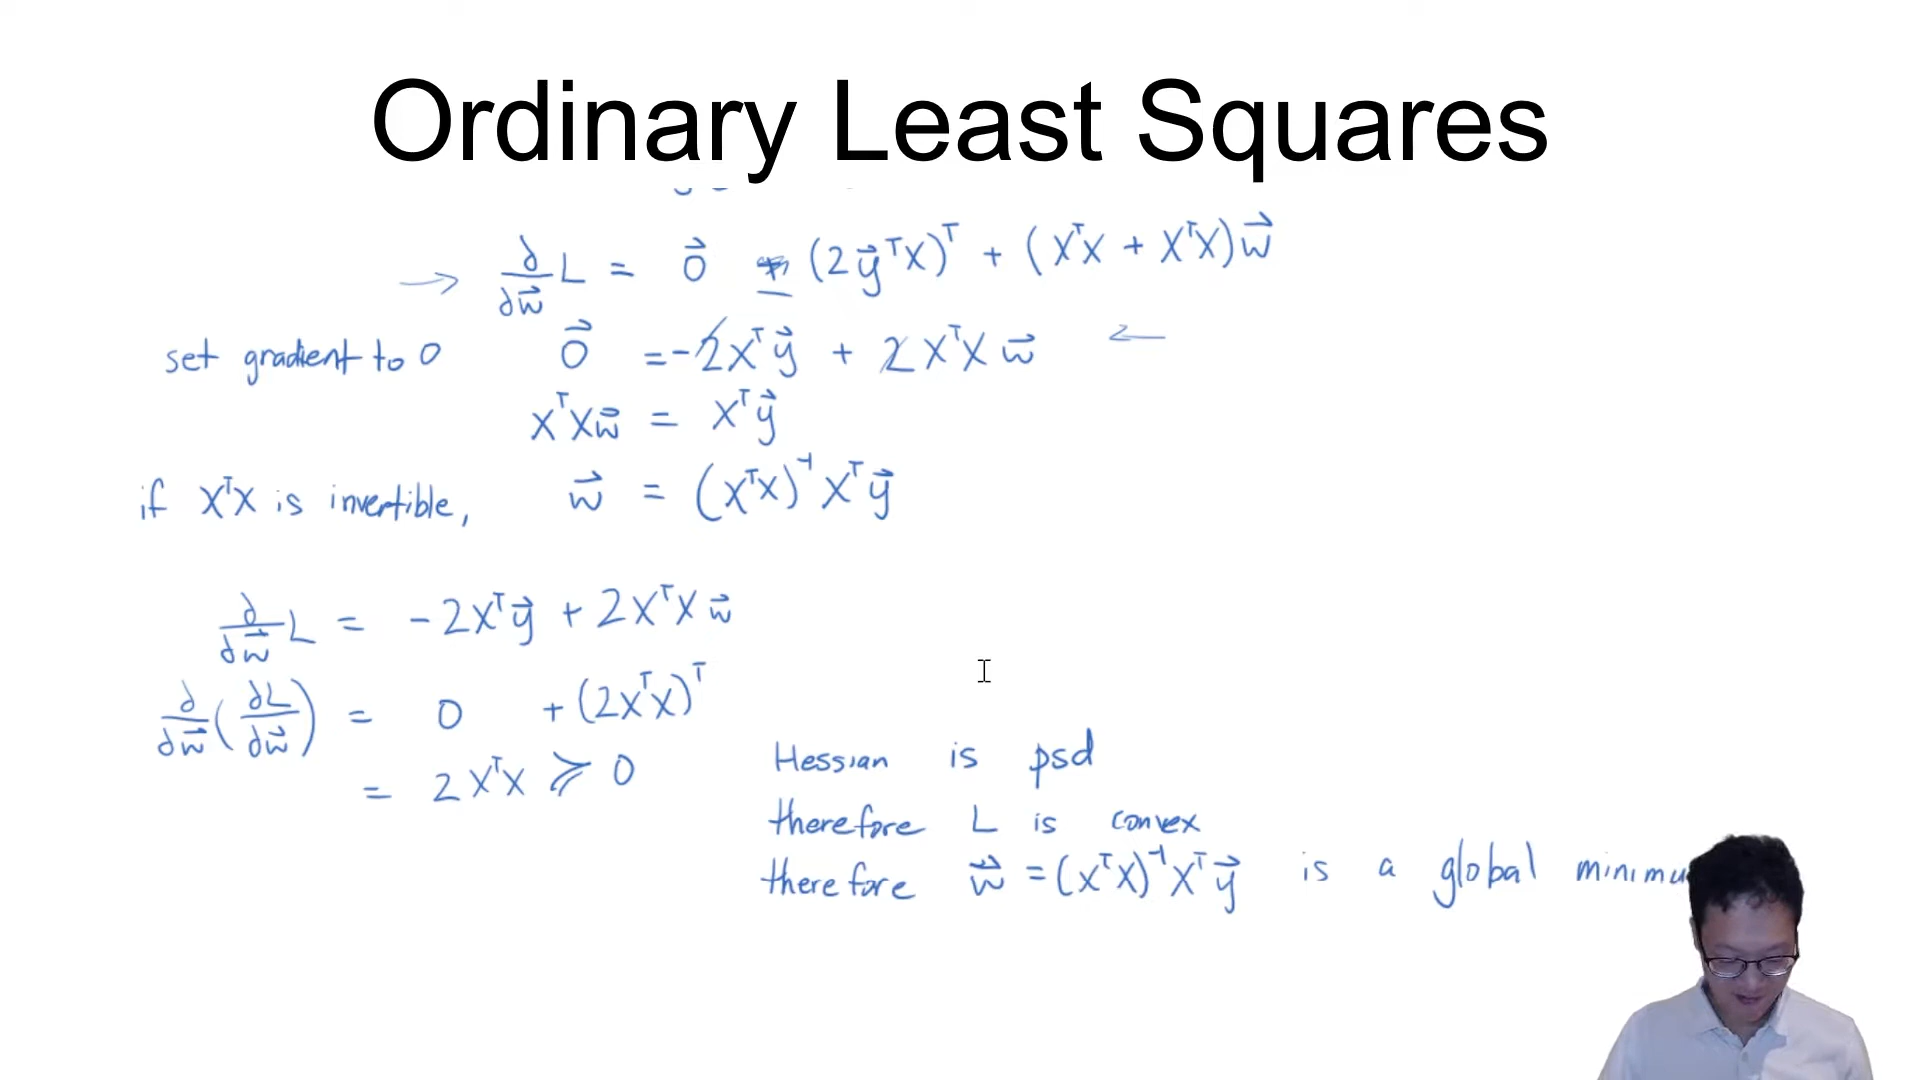 Ordinary Least Squares
→ ∂/∂w⃗ L = 0⃗ - (2y⃗ᵀX)ᵀ + (XᵀX + XᵀX)w⃗
set gradient to 0 0⃗ = -2Xᵀy⃗ + 2XᵀXw⃗ ←
XᵀXw⃗ = Xᵀy⃗
if XᵀX is invertible, w⃗ = (XᵀX)⁻¹Xᵀy⃗
∂/∂w⃗ L = -2Xᵀy⃗ + 2XᵀXw⃗
∂/∂w⃗ (∂L/∂w⃗) = 0 + (2XᵀX)ᵀ
= 2XᵀX ≽ 0
Hessian is psd
therefore L is convex
therefore w⃗ = (XᵀX)⁻¹Xᵀy⃗ is a global minimu